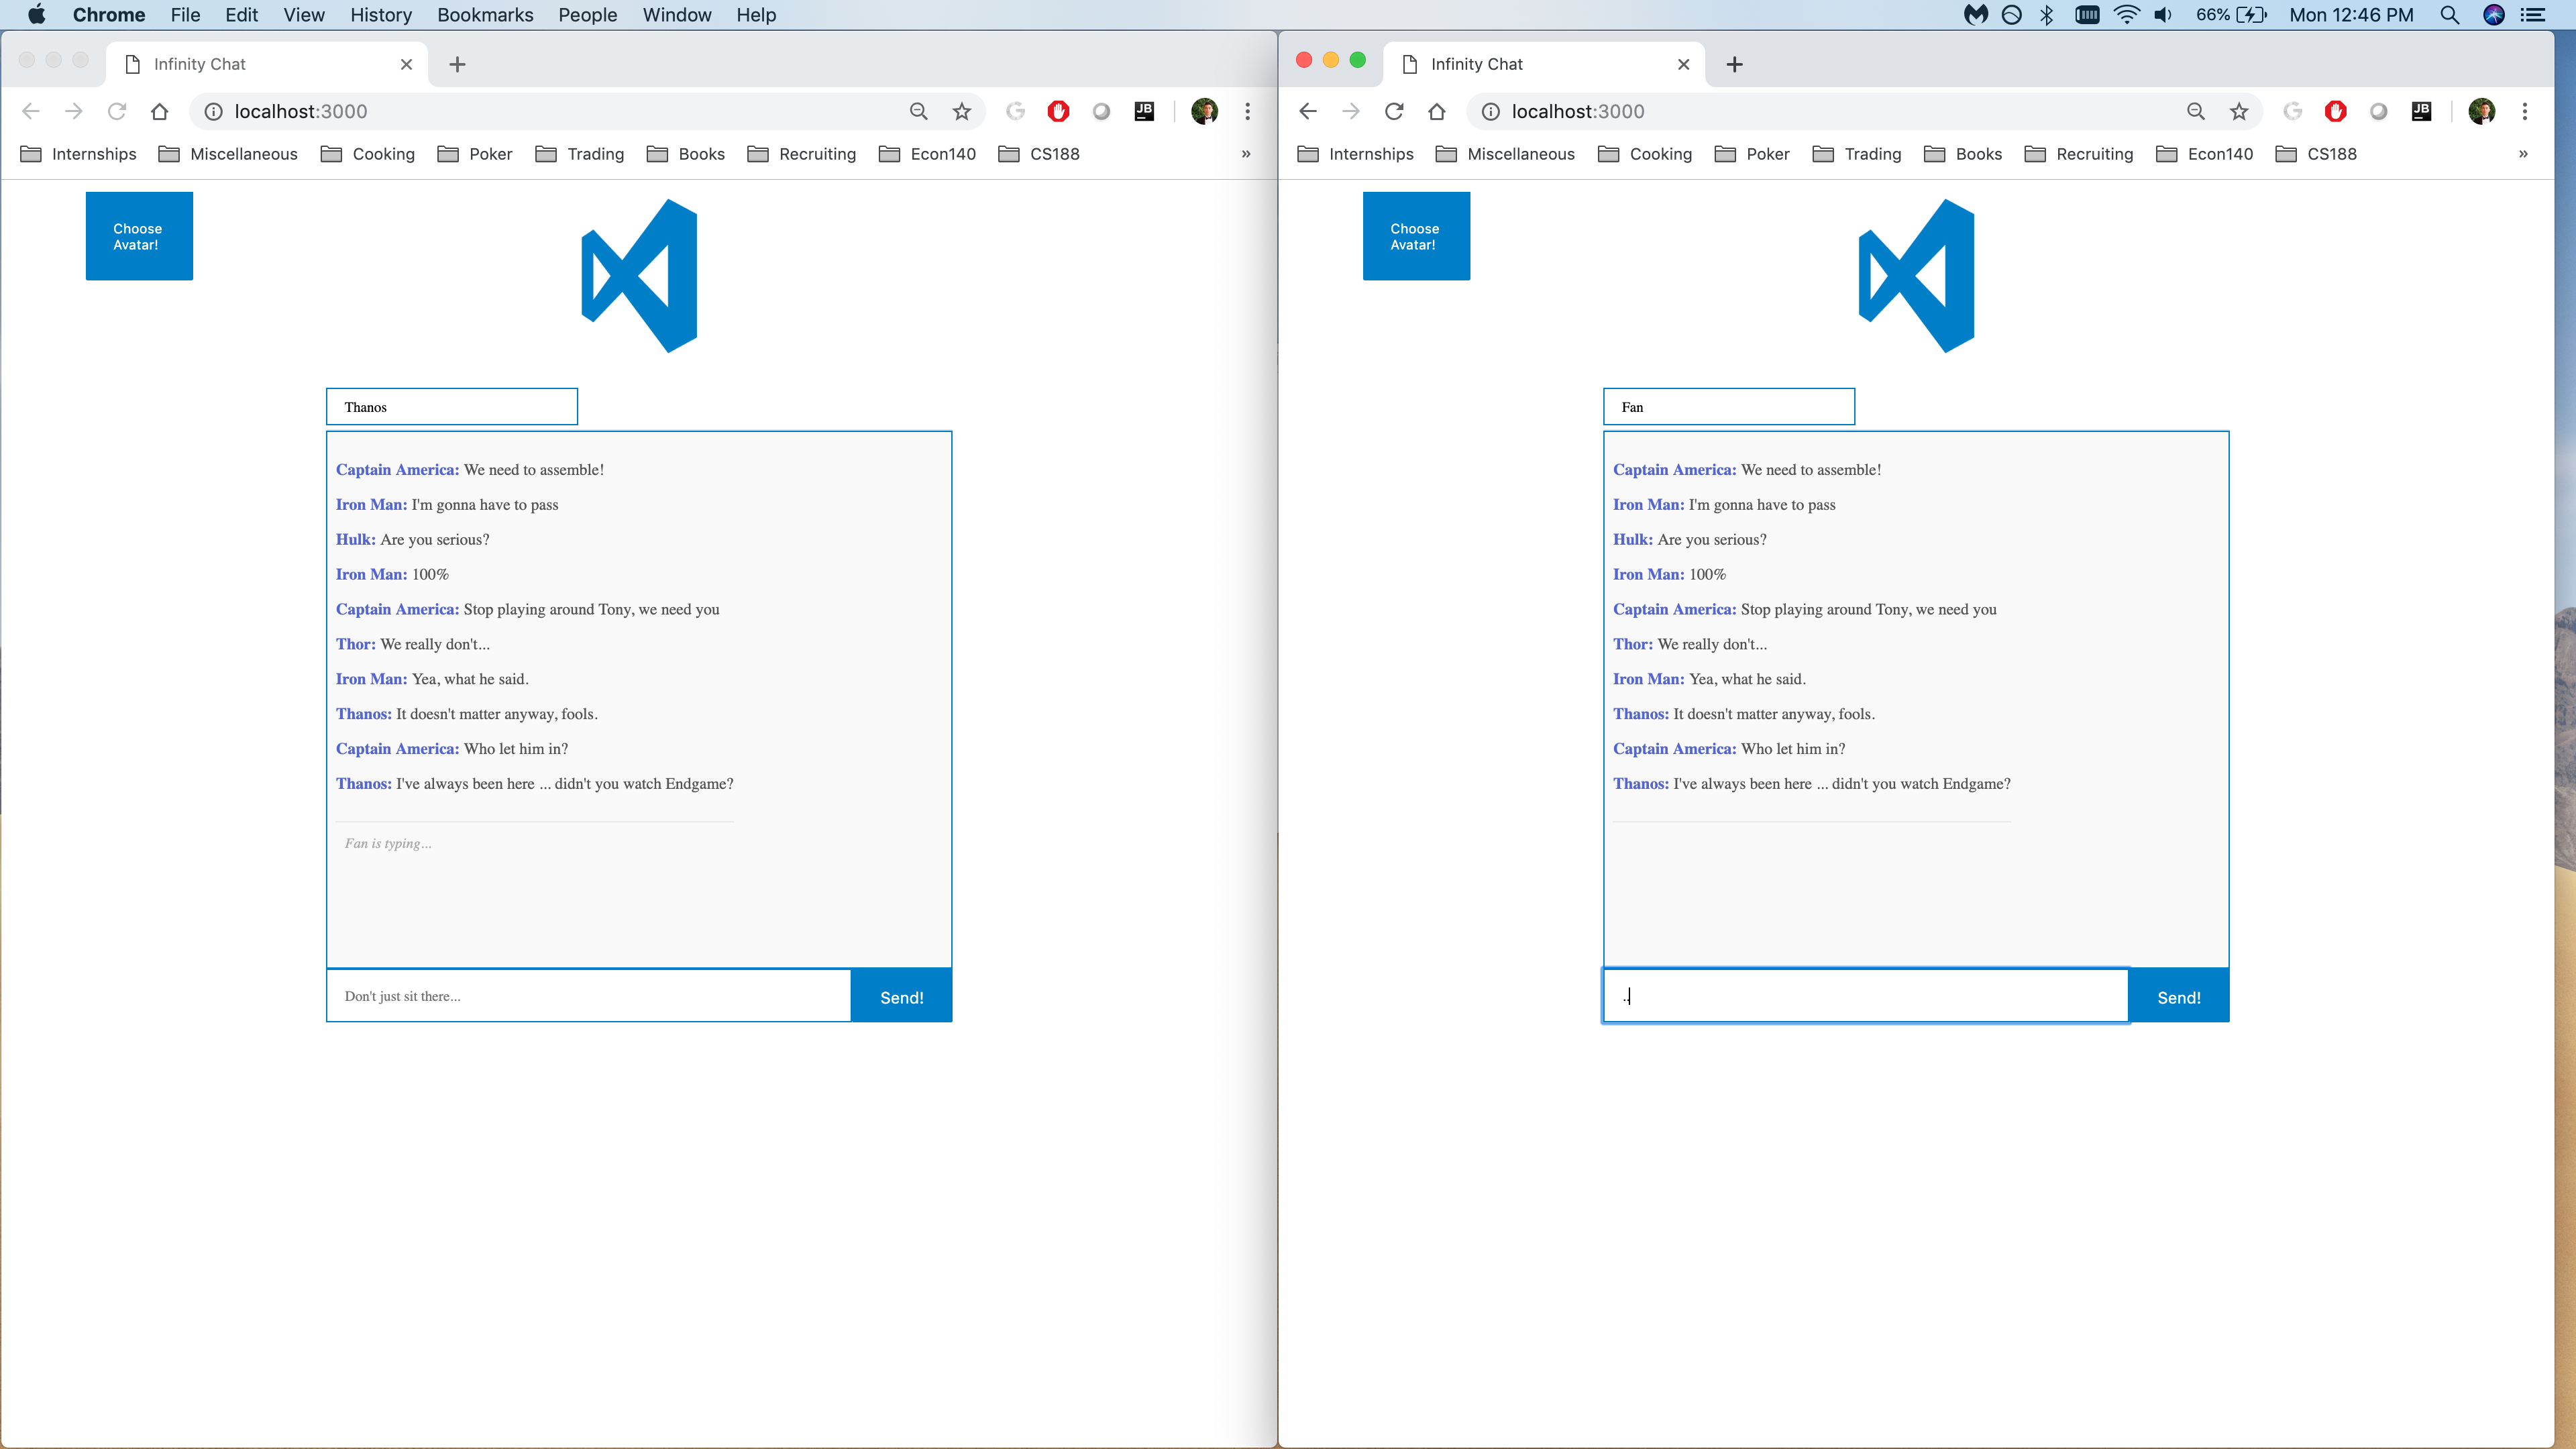 Chrome File Edit View History Bookmarks People Window Help 66% Mon 12:46 PM
Infinity Chat
localhost:3000
JB
Internships Miscellaneous Cooking Poker Trading Books Recruiting Econ140 CS188 »
Choose
Avatar!
Thanos
Captain America: We need to assemble!
Iron Man: I'm gonna have to pass
Hulk: Are you serious?
Iron Man: 100%
Captain America: Stop playing around Tony, we need you
Thor: We really don't...
Iron Man: Yea, what he said.
Thanos: It doesn't matter anyway, fools.
Captain America: Who let him in?
Thanos: I've always been here ... didn't you watch Endgame?
Fan is typing...
Don't just sit there...
Send!
Infinity Chat
localhost:3000
JB
Internships Miscellaneous Cooking Poker Trading Books Recruiting Econ140 CS188 »
Choose
Avatar!
Fan
Captain America: We need to assemble!
Iron Man: I'm gonna have to pass
Hulk: Are you serious?
Iron Man: 100%
Captain America: Stop playing around Tony, we need you
Thor: We really don't...
Iron Man: Yea, what he said.
Thanos: It doesn't matter anyway, fools.
Captain America: Who let him in?
Thanos: I've always been here ... didn't you watch Endgame?
..
Send!